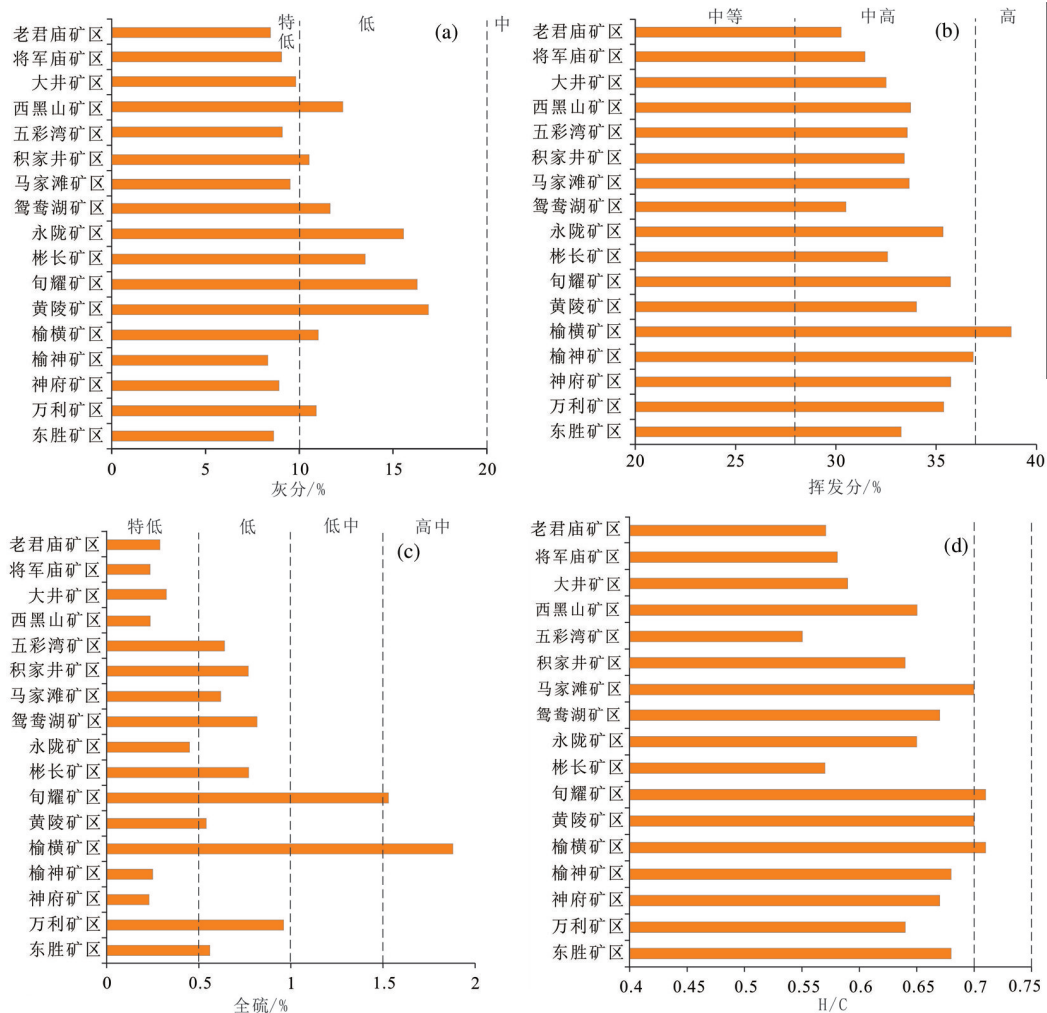 特低 低 中
(a)
老君庙矿区
将军庙矿区
大井矿区
西黑山矿区
五彩湾矿区
积家井矿区
马家滩矿区
鸳鸯湖矿区
永陇矿区
彬长矿区
旬耀矿区
黄陵矿区
榆横矿区
榆神矿区
神府矿区
万利矿区
东胜矿区
0 5 10 15 20
灰分/%
中等 中高 高
(b)
老君庙矿区
将军庙矿区
大井矿区
西黑山矿区
五彩湾矿区
积家井矿区
马家滩矿区
鸳鸯湖矿区
永陇矿区
彬长矿区
旬耀矿区
黄陵矿区
榆横矿区
榆神矿区
神府矿区
万利矿区
东胜矿区
20 25 30 35 40
挥发分/%
特低 低 低中 高中
(c)
老君庙矿区
将军庙矿区
大井矿区
西黑山矿区
五彩湾矿区
积家井矿区
马家滩矿区
鸳鸯湖矿区
永陇矿区
彬长矿区
旬耀矿区
黄陵矿区
榆横矿区
榆神矿区
神府矿区
万利矿区
东胜矿区
0 0.5 1 1.5 2
全硫/%
(d)
老君庙矿区
将军庙矿区
大井矿区
西黑山矿区
五彩湾矿区
积家井矿区
马家滩矿区
鸳鸯湖矿区
永陇矿区
彬长矿区
旬耀矿区
黄陵矿区
榆横矿区
榆神矿区
神府矿区
万利矿区
东胜矿区
0.4 0.45 0.5 0.55 0.6 0.65 0.7 0.75
H/C